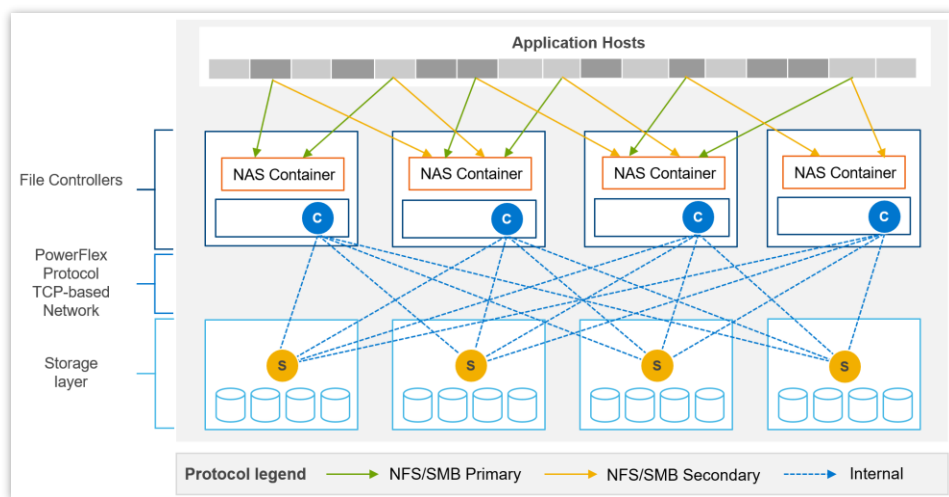 Application Hosts
File Controllers
NAS Container
NAS Container
NAS Container
NAS Container
C
C
C
C
PowerFlex
Protocol
TCP-based
Network
Storage
layer
S
S
S
S
Protocol legend
NFS/SMB Primary
NFS/SMB Secondary
Internal